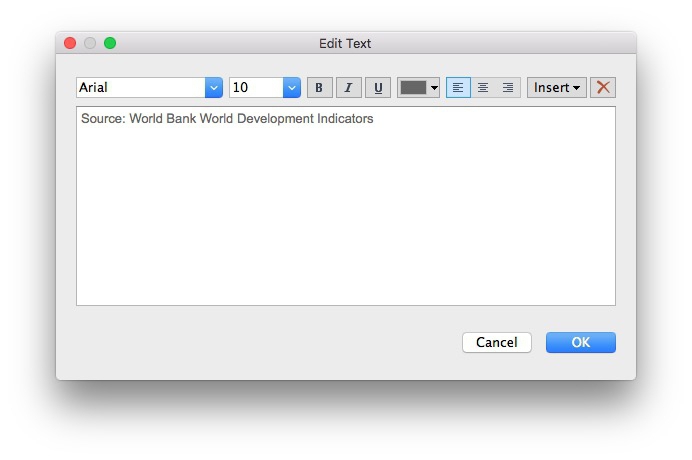 Edit Text
Arial 10 B I U Insert
Source: World Bank World Development Indicators
Cancel OK